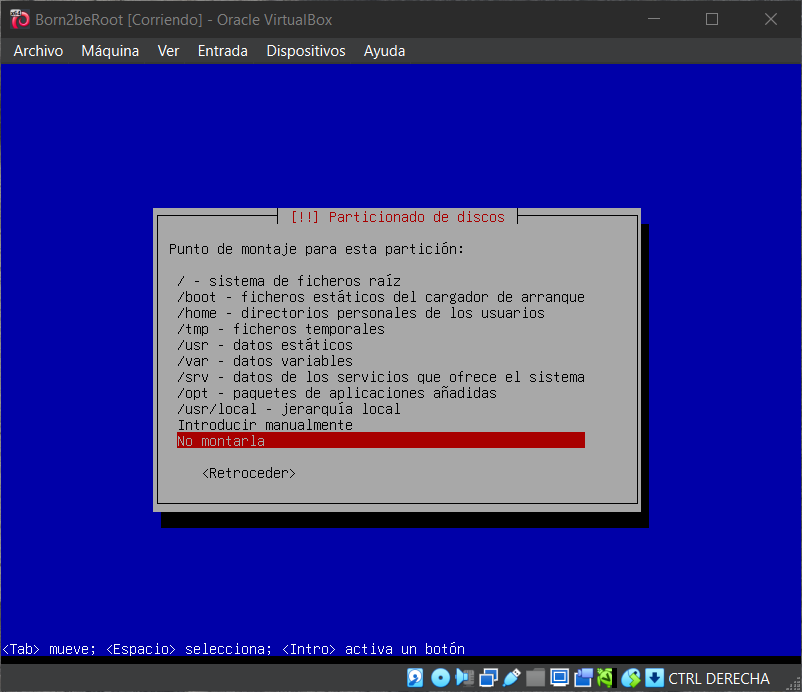 Born2beRoot [Corriendo] - Oracle VirtualBox
Archivo Máquina Ver Entrada Dispositivos Ayuda
[!!] Particionado de discos
Punto de montaje para esta partición:
/ - sistema de ficheros raíz
/boot - ficheros estáticos del cargador de arranque
/home - directorios personales de los usuarios
/tmp - ficheros temporales
/usr - datos estáticos
/var - datos variables
/srv - datos de los servicios que ofrece el sistema
/opt - paquetes de aplicaciones añadidas
/usr/local - jerarquía local
Introducir manualmente
No montarla
<Retroceder>
<Tab> mueve; <Espacio> selecciona; <Intro> activa un botón
CTRL DERECHA